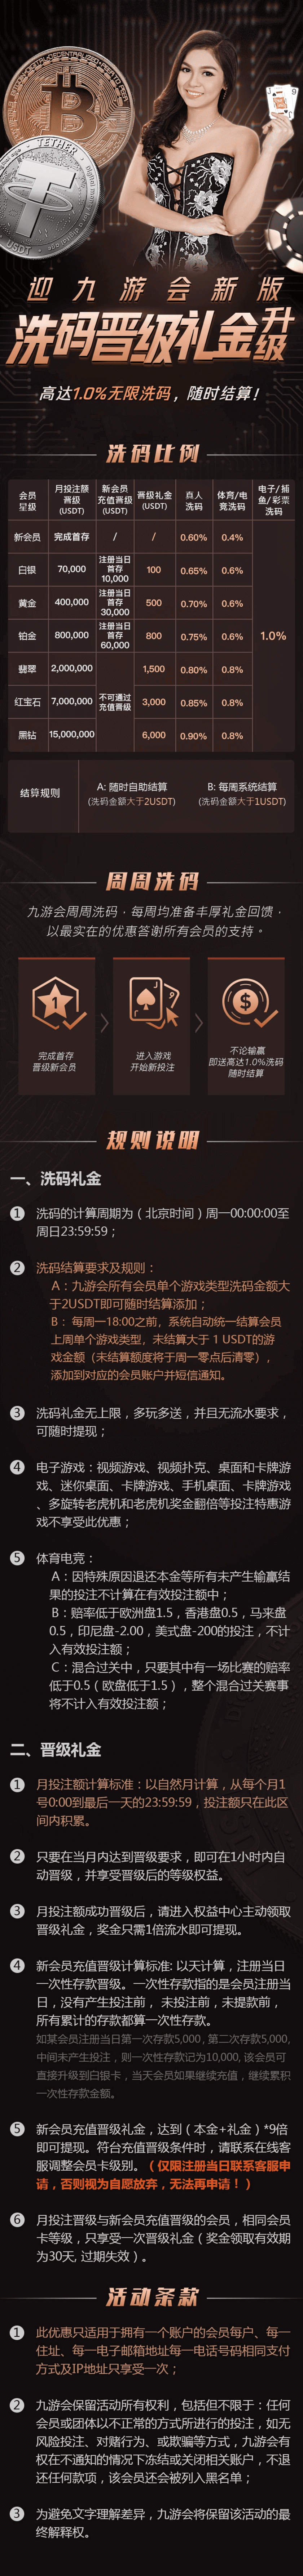 TETHER
USDT
迎九游会新版
洗码晋级礼金升级
高达1.0%无限洗码，随时结算！
洗码比例
会员星级 月投注额晋级(USDT) 新会员充值晋级(USDT) 晋级礼金(USDT) 真人洗码 体育/电竞洗码 电子/捕鱼/彩票洗码
新会员 完成首存 / / 0.60% 0.4%
白银 70,000 注册当日首存10,000 100 0.65% 0.6%
黄金 400,000 注册当日首存30,000 500 0.70% 0.6%
铂金 800,000 注册当日首存60,000 800 0.75% 0.6% 1.0%
翡翠 2,000,000 1,500 0.80% 0.8%
红宝石 7,000,000 不可通过充值晋级 3,000 0.85% 0.8%
黑钻 15,000,000 6,000 0.90% 0.8%
结算规则
A: 随时自助结算
(洗码金额大于2USDT)
B: 每周系统结算
(洗码金额大于1USDT)
周周洗码
九游会周周洗码·每周均准备丰厚礼金回馈·
以最实在的优惠答谢所有会员的支持。
1
完成首存
晋级新会员
进入游戏
开始新投注
不论输赢
即送高达1.0%洗码
随时结算
规则说明
一、洗码礼金
1 洗码的计算周期为（北京时间）周一00:00:00至
周日23:59:59；
2 洗码结算要求及规则：
A：九游会所有会员单个游戏类型洗码金额大
于2USDT即可随时结算添加；
B： 每周一18:00之前，系统自动统一结算会员
上周单个游戏类型，未结算大于 1 USDT的游
戏金额（未结算额度将于周一零点后清零），
添加到对应的会员账户并短信通知。
3 洗码礼金无上限，多玩多送，并且无流水要求，
可随时提现；
4 电子游戏：视频游戏、视频扑克、桌面和卡牌游
戏、迷你桌面、卡牌游戏、手机桌面、卡牌游戏
、多旋转老虎机和老虎机奖金翻倍等投注特惠游
戏不享受此优惠；
5 体育电竞：
A：因特殊原因退还本金等所有未产生输赢结
果的投注不计算在有效投注额中；
B：赔率低于欧洲盘1.5，香港盘0.5，马来盘
0.5，印尼盘-2.00，美式盘-200的投注，不计
入有效投注额；
C：混合过关中，只要其中有一场比赛的赔率
低于0.5（欧盘低于1.5），整个混合过关赛事
将不计入有效投注额；
二、晋级礼金
1 月投注额计算标准：以自然月计算，从每个月1
号0:00到最后一天的23:59:59，投注额只在此区
间内积累。
2 只要在当月内达到晋级要求，即可在1小时内自
动晋级，并享受晋级后的等级权益。
3 月投注额成功晋级后，请进入权益中心主动领取
晋级礼金，奖金只需1倍流水即可提现。
4 新会员充值晋级计算标准: 以天计算，注册当日
一次性存款晋级。一次性存款指的是会员注册当
日，没有产生投注前， 未投注前，未提款前，
所有累计的存款都算一次性存款。
如某会员注册当日第一次存款5,000，第二次存款5,000，
中间未产生投注，则一次性存款记为10,000, 该会员可
直接升级到白银卡，当天会员如果继续充值，继续累积
一次性存款金额。
5 新会员充值晋级礼金，达到（本金+礼金）*9倍
即可提现。符台充值晋级条件时，请联系在线客
服调整会员卡级别。（仅限注册当日联系客服申
请，否则视为自愿放弃，无法再申请！）
6 月投注晋级与新会员充值晋级的会员，相同会员
卡等级，只享受一次晋级礼金（奖金领取有效期
为30天, 过期失效）。
活动条款
1 此优惠只适用于拥有一个账户的会员每户、每一
住址、每一电子邮箱地址每一电话号码相同支付
方式及IP地址只享受一次；
2 九游会保留活动所有权利，包括但不限于：任何
会员或团体以不正常的方式所进行的投注，如无
风险投注、对赌行为、或欺骗等方式，九游会有
权在不通知的情况下冻结或关闭相关账户，不退
还任何款项，该会员还会被列入黑名单；
3 为避免文字理解差异，九游会将保留该活动的最
终解释权。